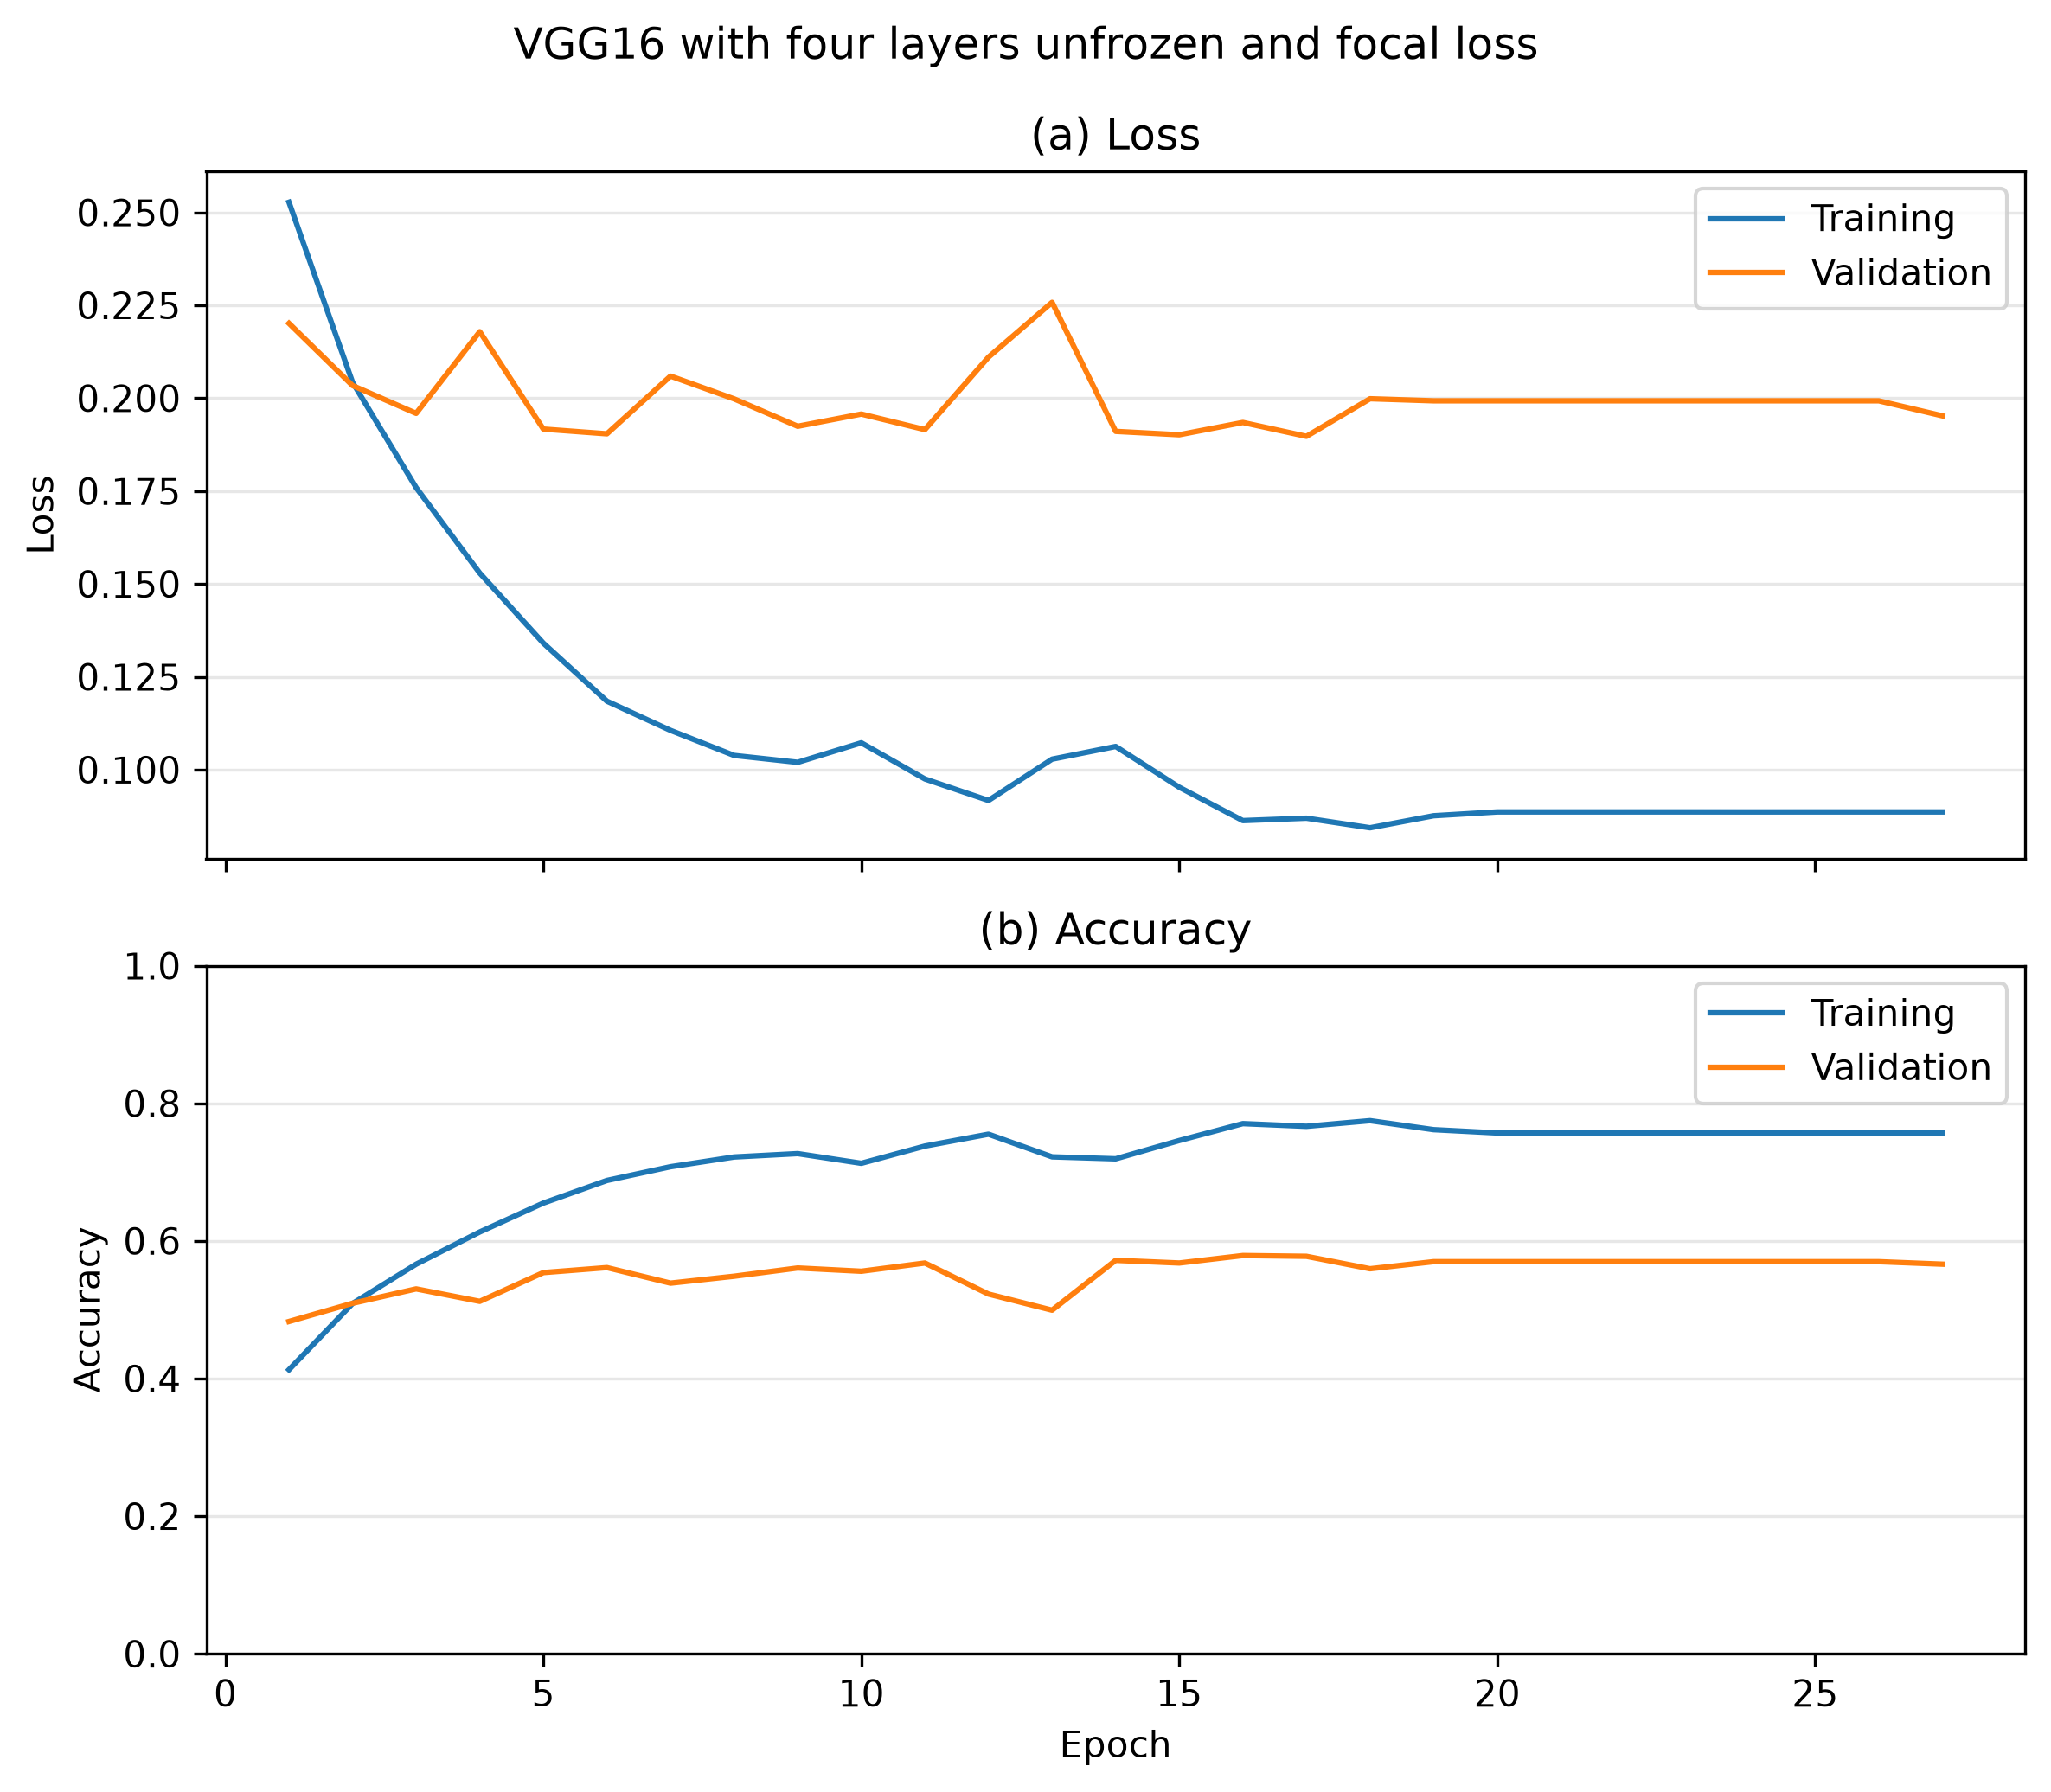 VGG16 with four layers unfrozen and focal loss
(a) Loss
Loss
0.250
0.225
0.200
0.175
0.150
0.125
0.100
Training
Validation
(b) Accuracy
Accuracy
1.0
0.8
0.6
0.4
0.2
0.0
Training
Validation
0 5 10 15 20 25
Epoch